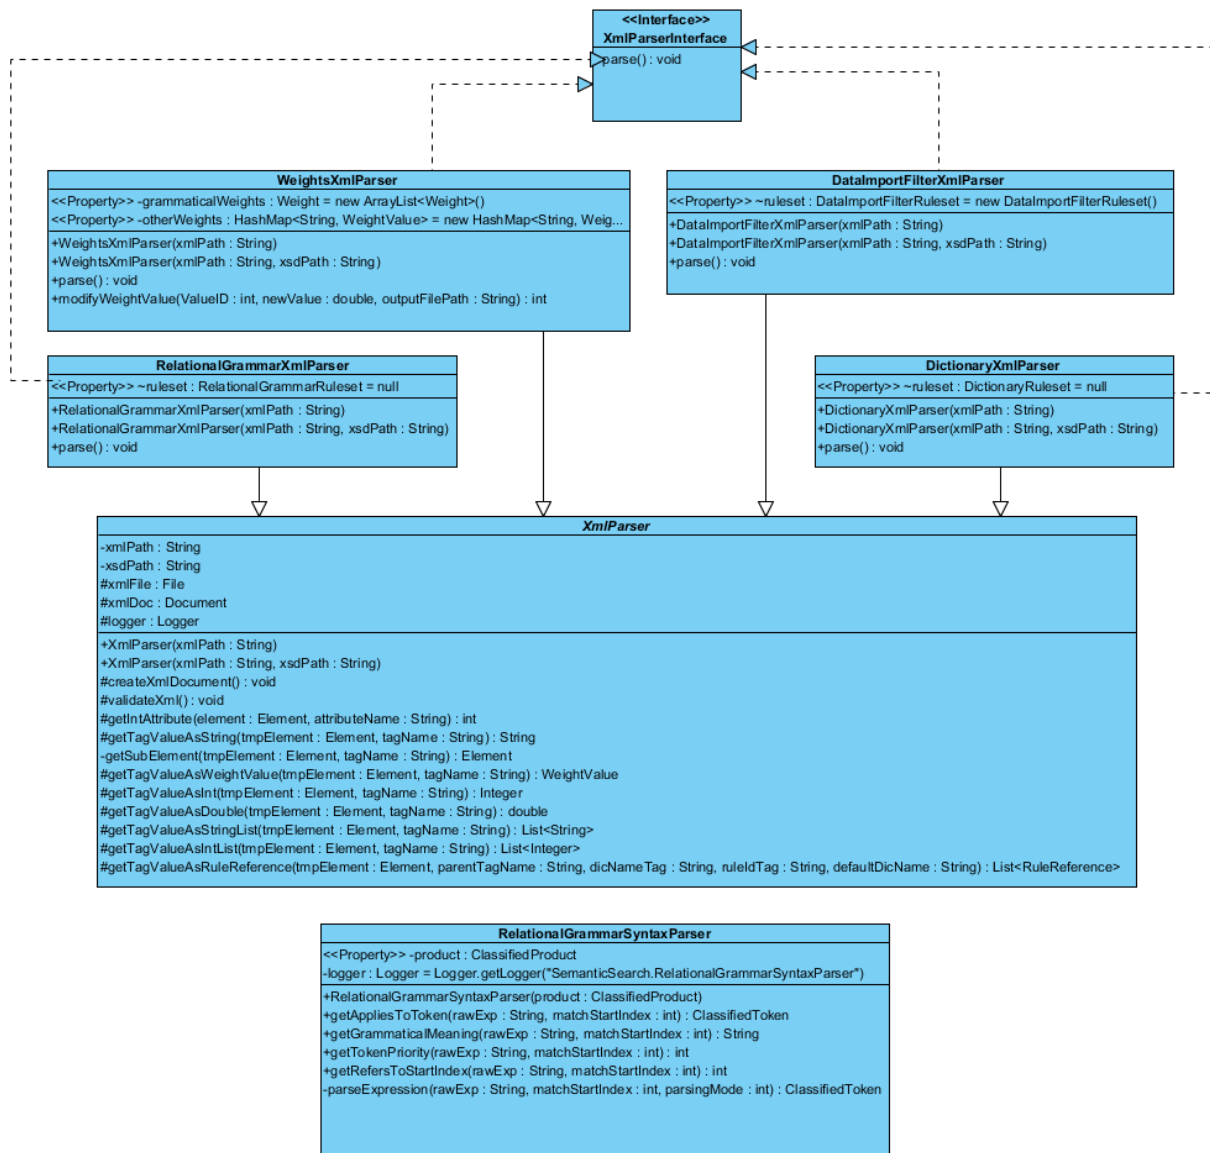 <<Interface>>
XmlParserInterface
parse() : void
WeightsXmlParser
<<Property>> -grammaticalWeights : Weight = new ArrayList<Weight>()
<<Property>> -otherWeights : HashMap<String, WeightValue> = new HashMap<String, Weig...
+WeightsXmlParser(xmlPath : String)
+WeightsXmlParser(xmlPath : String, xsdPath : String)
+parse() : void
+modifyWeightValue(ValueID : int, newValue : double, outputFilePath : String) : int
DataImportFilterXmlParser
<<Property>> ~ruleset : DataImportFilterRuleset = new DataImportFilterRuleset()
+DataImportFilterXmlParser(xmlPath : String)
+DataImportFilterXmlParser(xmlPath : String, xsdPath : String)
+parse() : void
RelationalGrammarXmlParser
<<Property>> ~ruleset : RelationalGrammarRuleset = null
+RelationalGrammarXmlParser(xmlPath : String)
+RelationalGrammarXmlParser(xmlPath : String, xsdPath : String)
+parse() : void
DictionaryXmlParser
<<Property>> ~ruleset : DictionaryRuleset = null
+DictionaryXmlParser(xmlPath : String)
+DictionaryXmlParser(xmlPath : String, xsdPath : String)
+parse() : void
XmlParser
-xmlPath : String
-xsdPath : String
#xmlFile : File
#xmlDoc : Document
#logger : Logger
+XmlParser(xmlPath : String)
+XmlParser(xmlPath : String, xsdPath : String)
#createXmlDocument() : void
#validateXml() : void
#getIntAttribute(element : Element, attributeName : String) : int
#getTagValueAsString(tmpElement : Element, tagName : String) : String
-getSubElement(tmpElement : Element, tagName : String) : Element
#getTagValueAsWeightValue(tmpElement : Element, tagName : String) : WeightValue
#getTagValueAsInt(tmpElement : Element, tagName : String) : Integer
#getTagValueAsDouble(tmpElement : Element, tagName : String) : double
#getTagValueAsStringList(tmpElement : Element, tagName : String) : List<String>
#getTagValueAsIntList(tmpElement : Element, tagName : String) : List<Integer>
#getTagValueAsRuleReference(tmpElement : Element, parentTagName : String, dicNameTag : String, ruleIdTag : String, defaultDicName : String) : List<RuleReference>
RelationalGrammarSyntaxParser
<<Property>> -product : ClassifiedProduct
-logger : Logger = Logger.getLogger("SemanticSearch.RelationalGrammarSyntaxParser")
+RelationalGrammarSyntaxParser(product : ClassifiedProduct)
+getAppliesToToken(rawExp : String, matchStartIndex : int) : ClassifiedToken
+getGrammaticalMeaning(rawExp : String, matchStartIndex : int) : String
+getTokenPriority(rawExp : String, matchStartIndex : int) : int
+getRefersToStartIndex(rawExp : String, matchStartIndex : int) : int
-parseExpression(rawExp : String, matchStartIndex : int, parsingMode : int) : ClassifiedToken